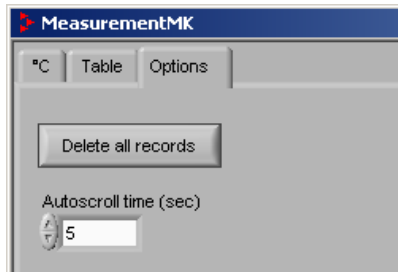 MeasurementMK
°C Table Options
Delete all records
Autoscroll time (sec)
5